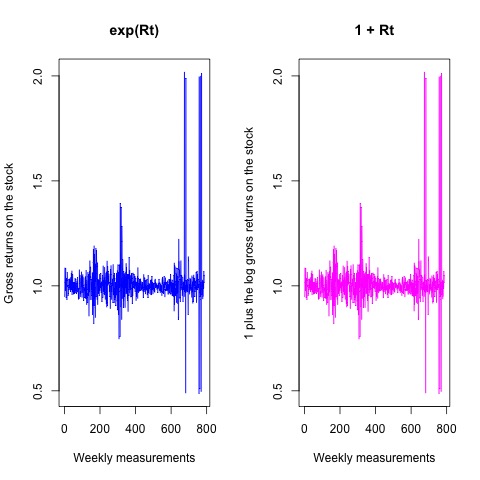 exp(Rt)
Gross returns on the stock
2.0
1.5
1.0
0.5
0 200 400 600 800
Weekly measurements
1 + Rt
1 plus the log gross returns on the stock
2.0
1.5
1.0
0.5
0 200 400 600 800
Weekly measurements